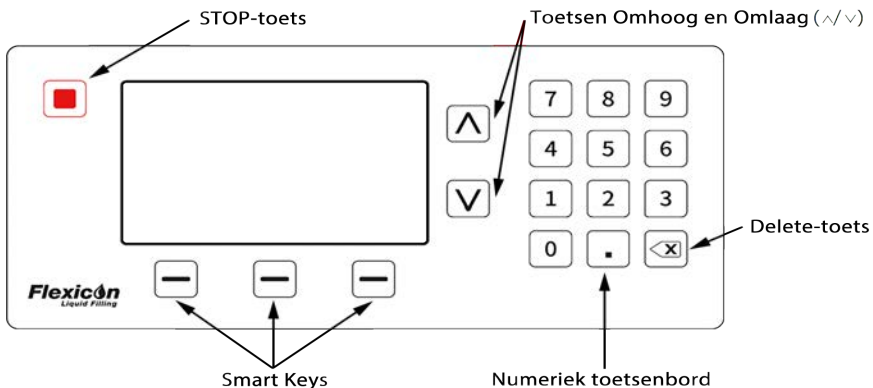 STOP-toets
Toetsen Omhoog en Omlaag (∧/∨)
7 8 9
4 5 6
1 2 3
0 .
Delete-toets
Flexicon
Liquid Filling
Smart Keys
Numeriek toetsenbord